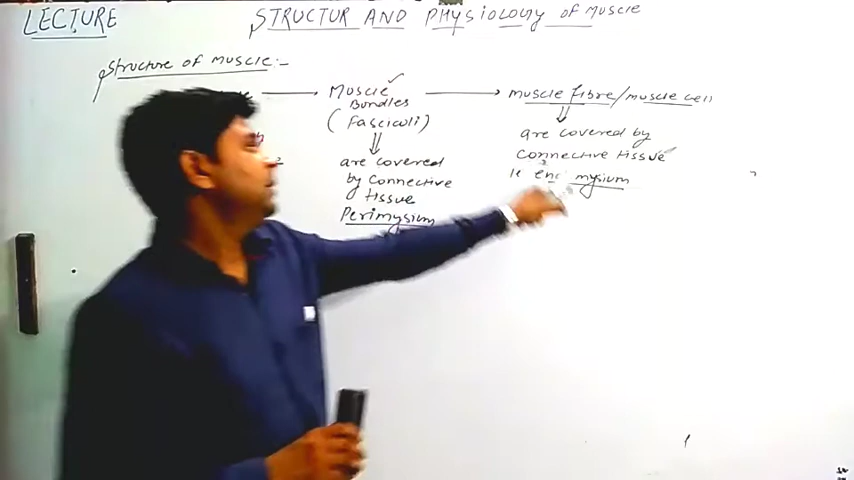 LECTURE
STRUCTUR AND PHYSIOLOGY OF MUSCLE
Structure of muscle:-
Muscle ✓
Bundles
(Fasciculi)
⇓
are covered
by connective
tissue
Perimysium
muscle fibre/muscle cell
⇓
are covered by
connective tissue
mysium